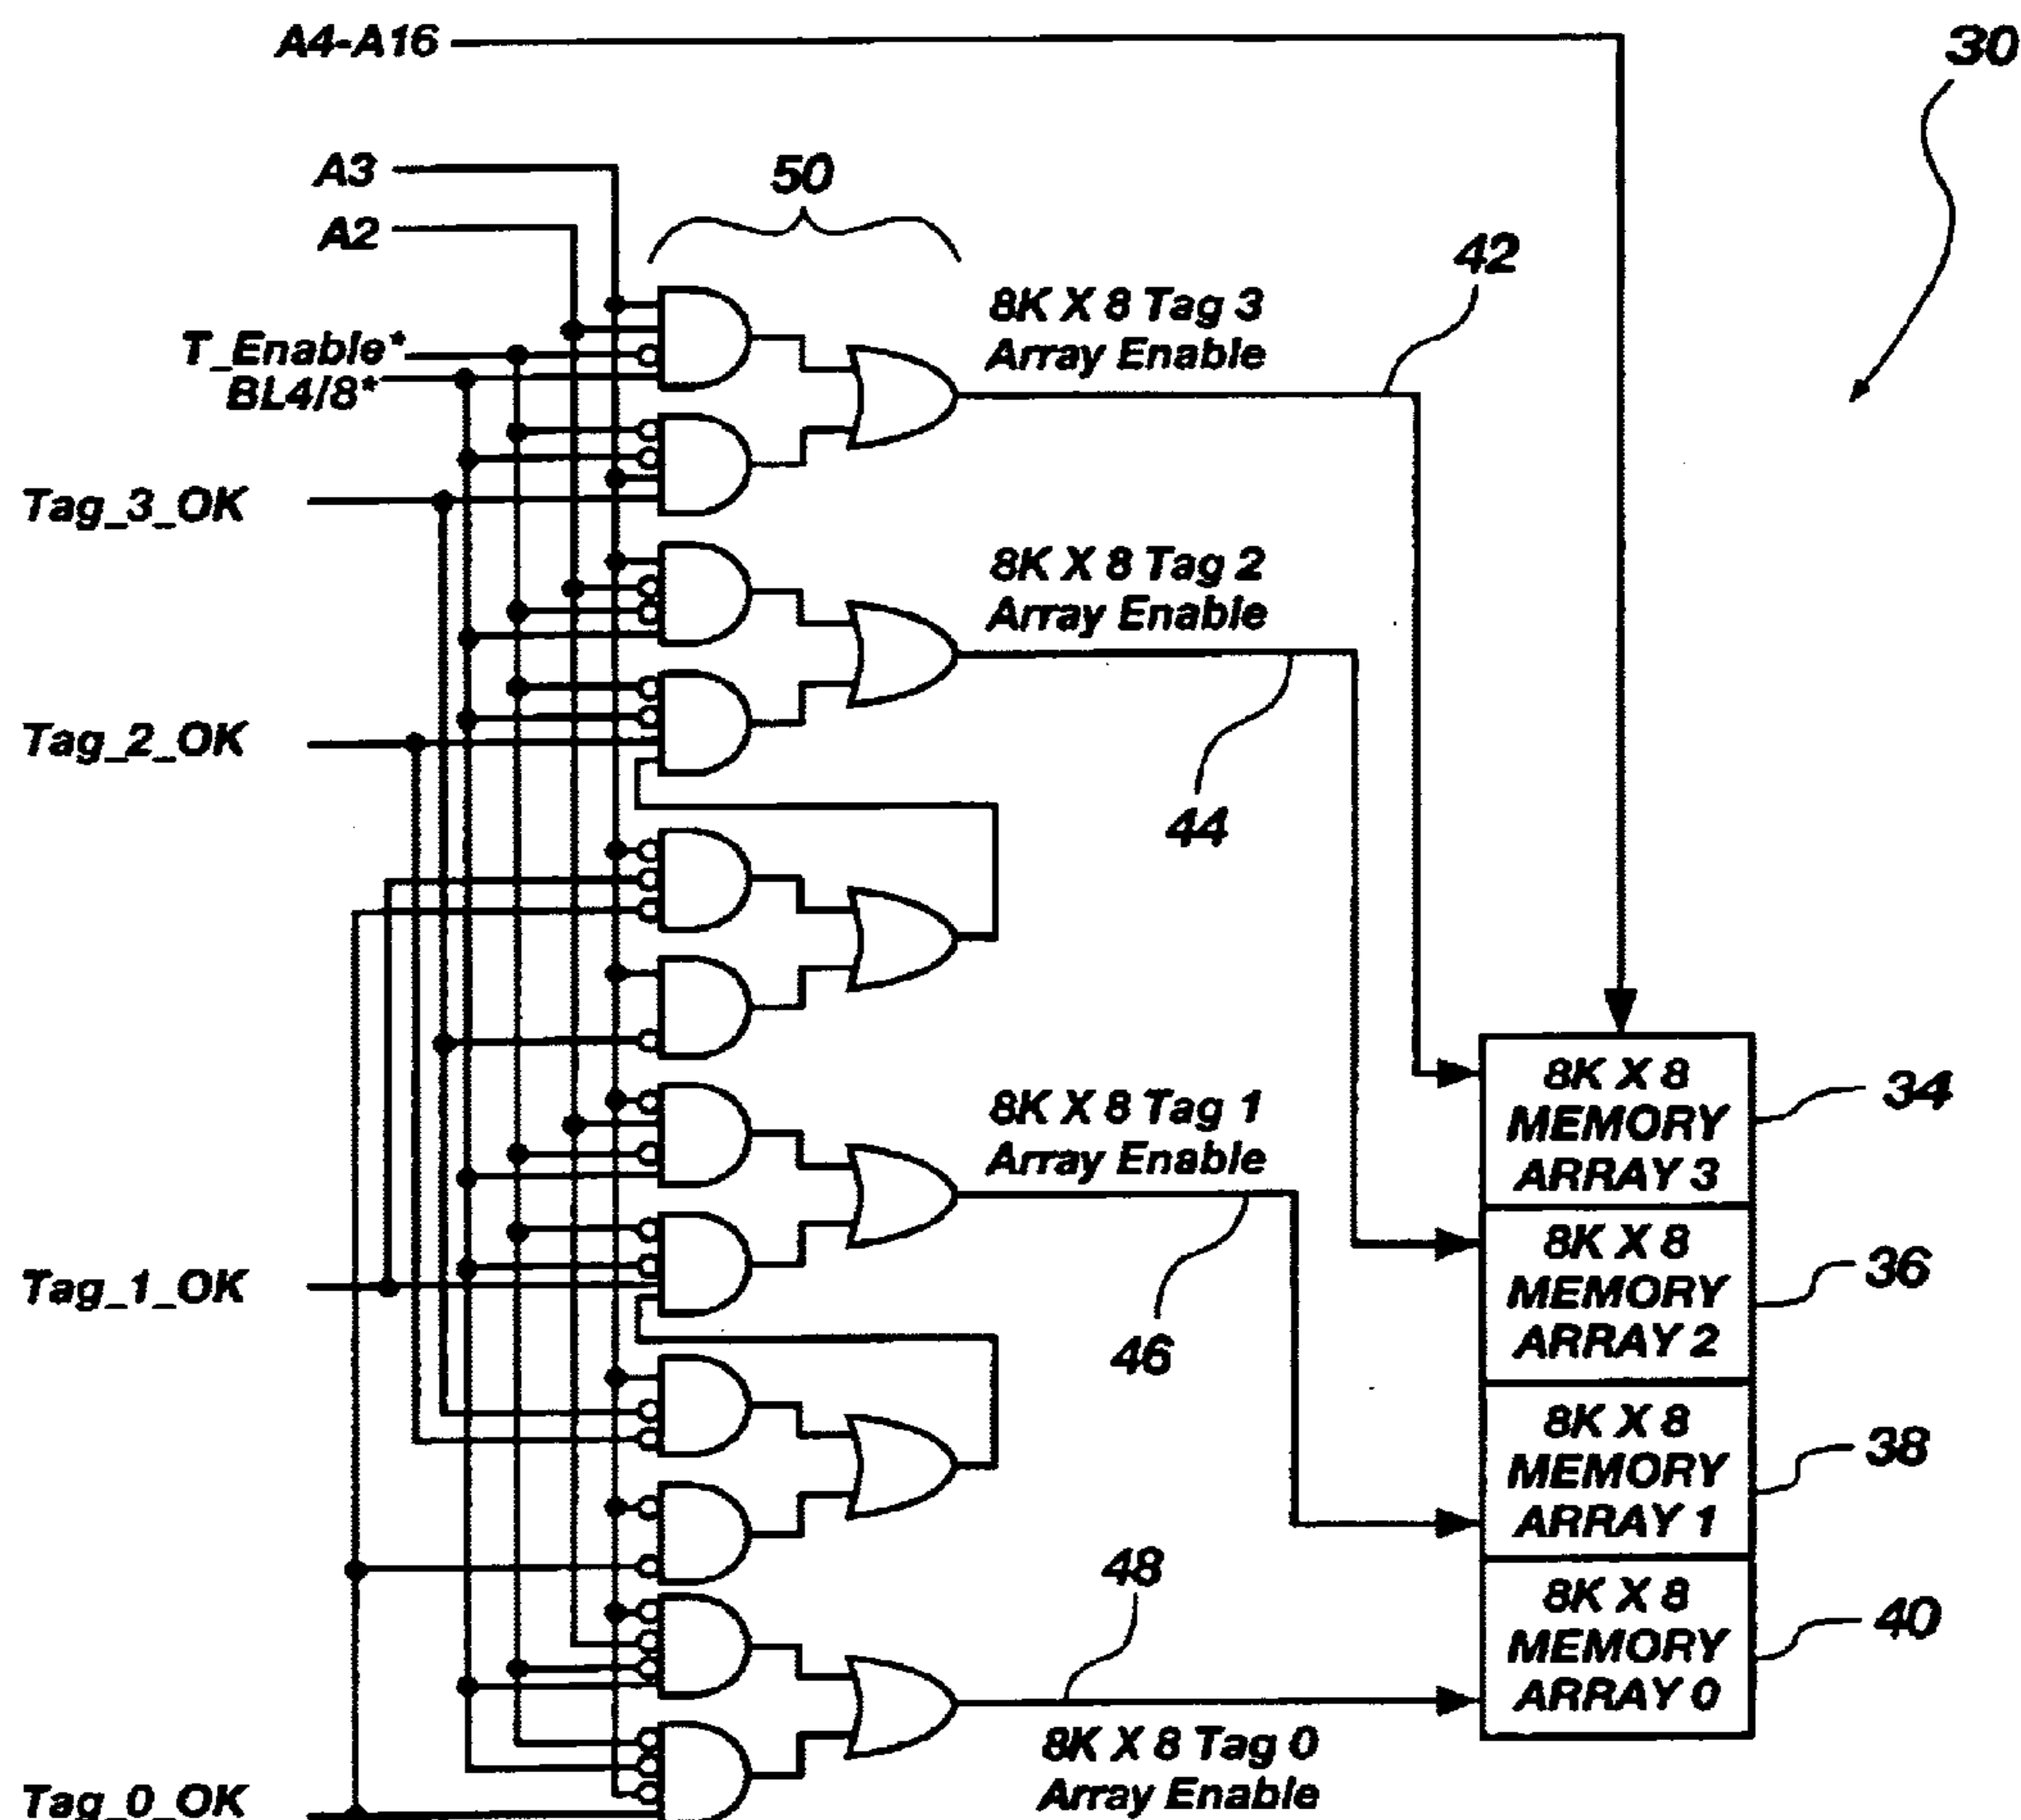 A4-A16
30
A3
50
A2
42
8K X 8 Tag 3
Array Enable
T_Enable*
BL4/8*
Tag_3_OK
8K X 8 Tag 2
Array Enable
Tag_2_OK
44
8K X 8
MEMORY
ARRAY 3
34
8K X 8 Tag 1
Array Enable
8K X 8
MEMORY
ARRAY 2
36
Tag_1_OK
46
8K X 8
MEMORY
ARRAY 1
38
48
8K X 8
MEMORY
ARRAY 0
40
8K X 8 Tag 0
Array Enable
Tag_0_OK